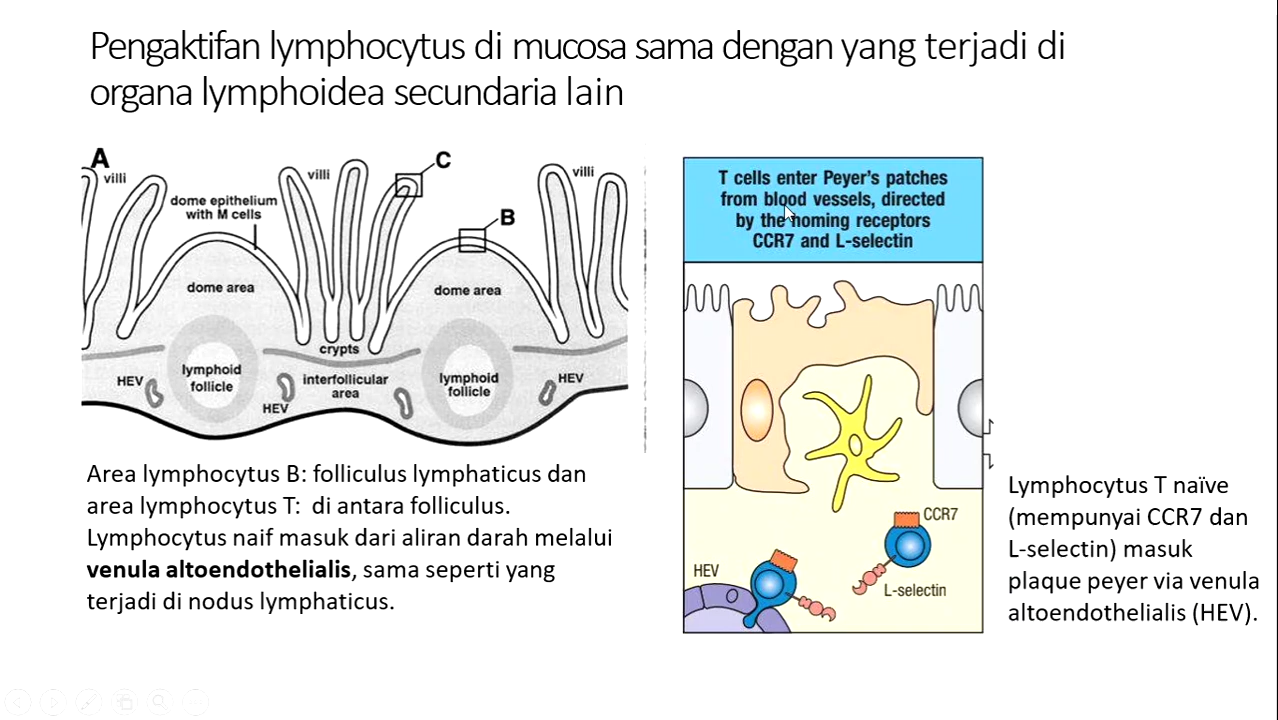 Pengaktifan lymphocytus di mucosa sama dengan yang terjadi di
organa lymphoidea secundaria lain
A
villi
dome epithelium
with M cells
villi
C
B
villi
dome area
dome area
crypts
lymphoid
follicle
HEV
HEV
interfollicular
area
lymphoid
follicle
HEV
Area lymphocytus B: folliculus lymphaticus dan
area lymphocytus T: di antara folliculus.
Lymphocytus naif masuk dari aliran darah melalui
venula altoendothelialis, sama seperti yang
terjadi di nodus lymphaticus.
T cells enter Peyer's patches
from blood vessels, directed
by the homing receptors
CCR7 and L-selectin
CCR7
HEV
L-selectin
Lymphocytus T naïve
(mempunyai CCR7 dan
L-selectin) masuk
plaque peyer via venula
altoendothelialis (HEV).